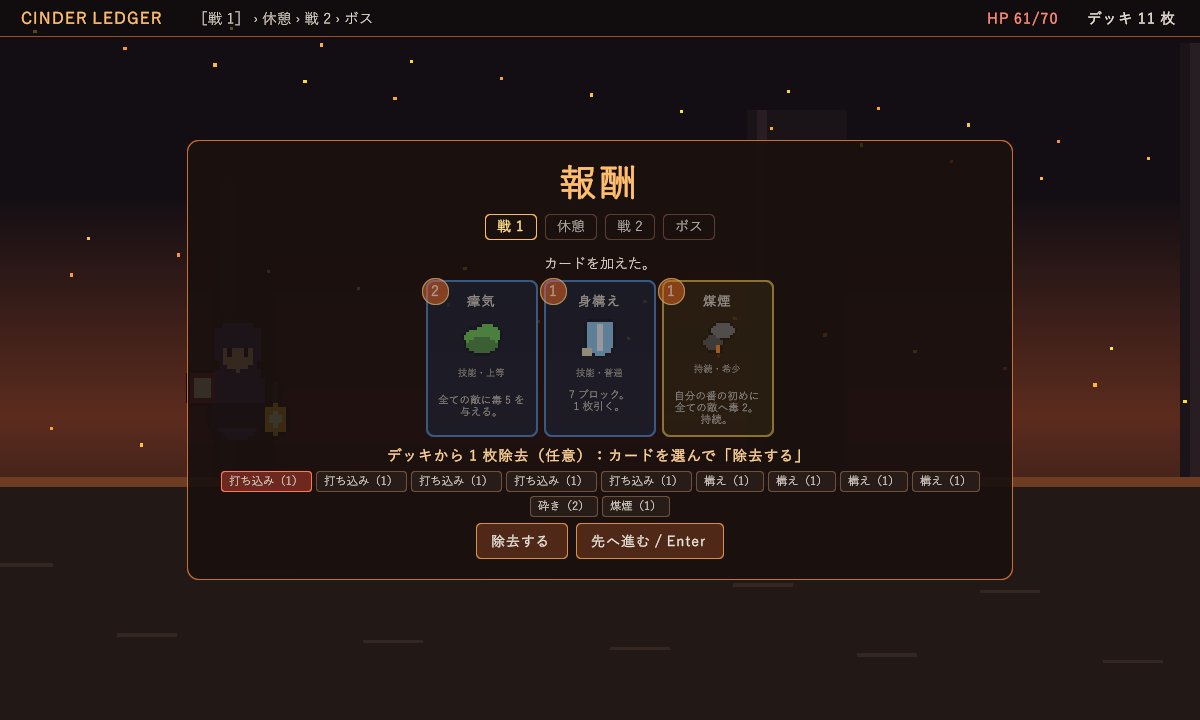 CINDER LEDGER [戦 1] › 休憩 › 戦 2 › ボス HP 61/70 デッキ 11 枚
報酬
戦 1 休憩 戦 2 ボス
カードを加えた。
2 瘴気
技能・上等
全ての敵に毒 5 を
与える。
1 身構え
技能・普通
7 ブロック。
1 枚引く。
1 煤煙
持続・希少
自分の番の初めに
全ての敵へ毒 2。
持続。
デッキから 1 枚除去（任意）：カードを選んで「除去する」
打ち込み（1） 打ち込み（1） 打ち込み（1） 打ち込み（1） 打ち込み（1） 構え（1） 構え（1） 構え（1） 構え（1）
砕き（2） 煤煙（1）
除去する 先へ進む / Enter